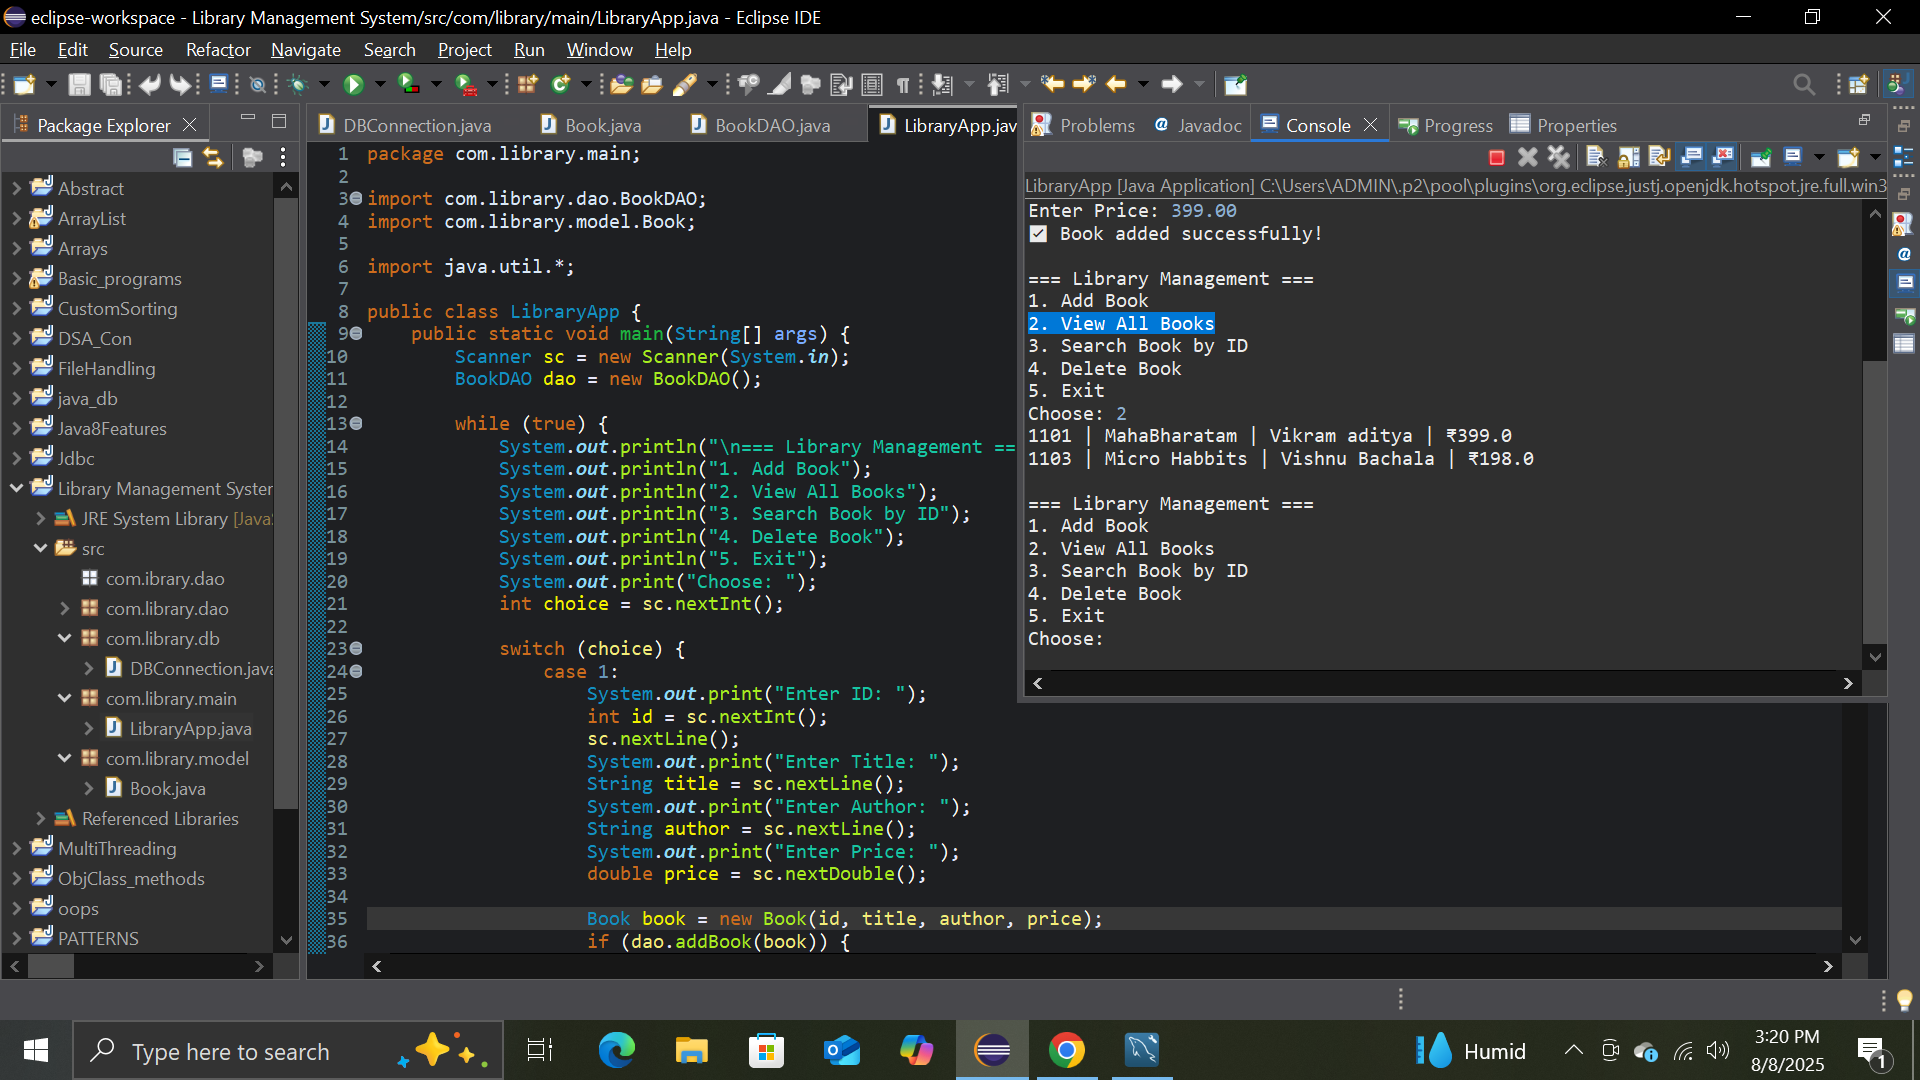 eclipse-workspace - Library Management System/src/com/library/main/LibraryApp.java - Eclipse IDE
File Edit Source Refactor Navigate Search Project Run Window Help
Package Explorer
Abstract
ArrayList
Arrays
Basic_programs
CustomSorting
DSA_Con
FileHandling
java_db
Java8Features
Jdbc
Library Management Syster
JRE System Library [Java
src
com.ibrary.dao
com.library.dao
com.library.db
DBConnection.java
com.library.main
LibraryApp.java
com.library.model
Book.java
Referenced Libraries
MultiThreading
ObjClass_methods
oops
PATTERNS
DBConnection.java Book.java BookDAO.java LibraryApp.jav
1 package com.library.main;
2
3 import com.library.dao.BookDAO;
4 import com.library.model.Book;
5
6 import java.util.*;
7
8 public class LibraryApp {
9 public static void main(String[] args) {
10 Scanner sc = new Scanner(System.in);
11 BookDAO dao = new BookDAO();
12
13 while (true) {
14 System.out.println("\n=== Library Management ==
15 System.out.println("1. Add Book");
16 System.out.println("2. View All Books");
17 System.out.println("3. Search Book by ID");
18 System.out.println("4. Delete Book");
19 System.out.println("5. Exit");
20 System.out.print("Choose: ");
21 int choice = sc.nextInt();
22
23 switch (choice) {
24 case 1:
25 System.out.print("Enter ID: ");
26 int id = sc.nextInt();
27 sc.nextLine();
28 System.out.print("Enter Title: ");
29 String title = sc.nextLine();
30 System.out.print("Enter Author: ");
31 String author = sc.nextLine();
32 System.out.print("Enter Price: ");
33 double price = sc.nextDouble();
34
35 Book book = new Book(id, title, author, price);
36 if (dao.addBook(book)) {
Problems Javadoc Console Progress Properties
LibraryApp [Java Application] C:\Users\ADMIN\.p2\pool\plugins\org.eclipse.justj.openjdk.hotspot.jre.full.win3
Enter Price: 399.00
✅ Book added successfully!
=== Library Management ===
1. Add Book
2. View All Books
3. Search Book by ID
4. Delete Book
5. Exit
Choose: 2
1101 | MahaBharatam | Vikram aditya | ₹399.0
1103 | Micro Habbits | Vishnu Bachala | ₹198.0
=== Library Management ===
1. Add Book
2. View All Books
3. Search Book by ID
4. Delete Book
5. Exit
Choose:
Type here to search
Humid
3:20 PM
8/8/2025
1